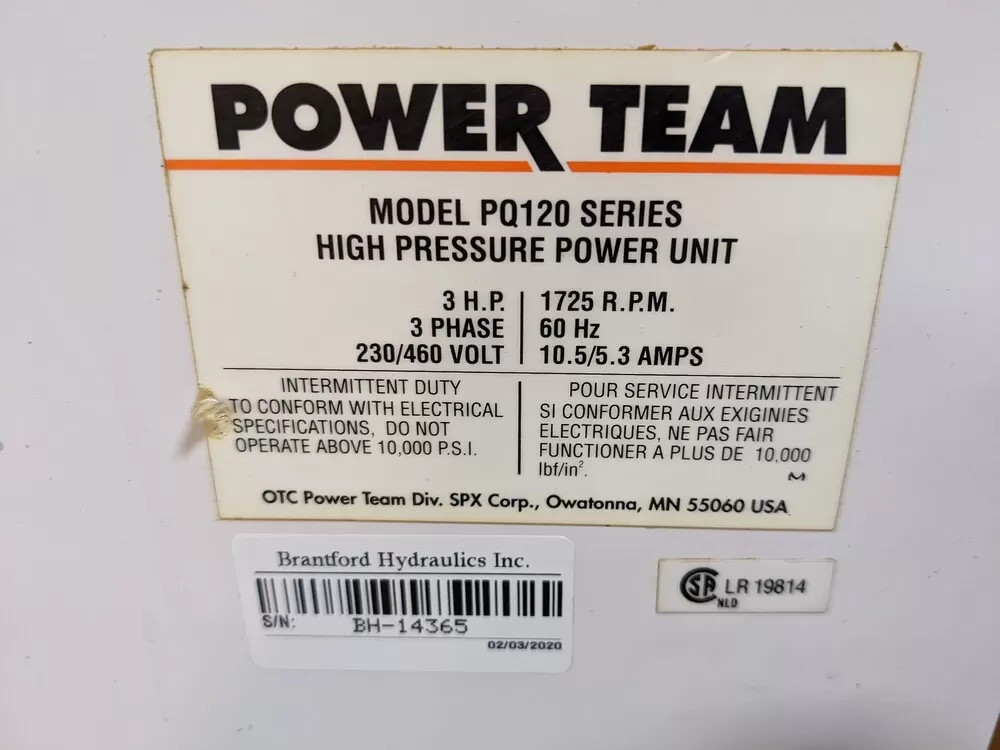 POWER TEAM
MODEL PQ120 SERIES
HIGH PRESSURE POWER UNIT
3 H.P. 1725 R.P.M.
3 PHASE 60 Hz
230/460 VOLT 10.5/5.3 AMPS
INTERMITTENT DUTY
TO CONFORM WITH ELECTRICAL
SPECIFICATIONS, DO NOT
OPERATE ABOVE 10,000 P.S.I.
POUR SERVICE INTERMITTENT
SI CONFORMER AUX EXIGINIES
ELECTRIQUES, NE PAS FAIR
FUNCTIONER A PLUS DE 10,000
lbf/in².
M
OTC Power Team Div. SPX Corp., Owatonna, MN 55060 USA
Brantford Hydraulics Inc.
S/N: BH-14365
02/03/2020
SA LR 19814
NLD